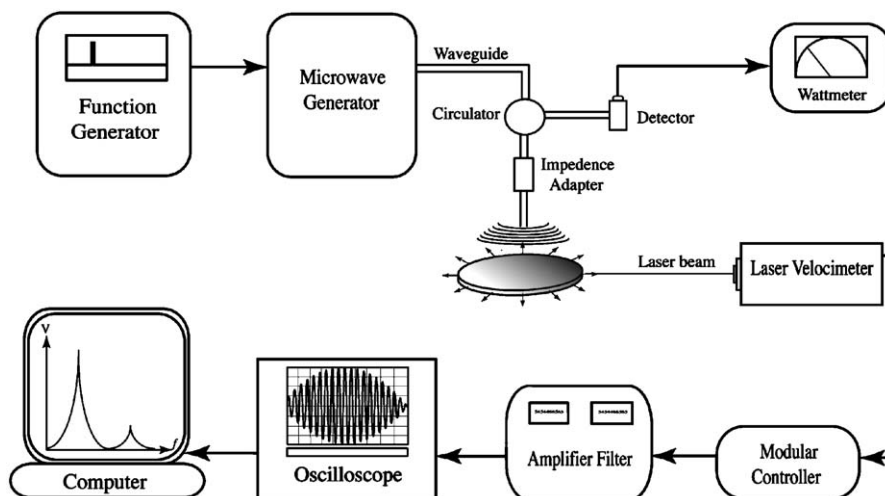 Function
Generator
Microwave
Generator
Waveguide
Circulator
Detector
Wattmeter
Impedence
Adapter
Laser beam
Laser Velocimeter
V
f
Computer
Oscilloscope
Amplifier Filter
Modular
Controller